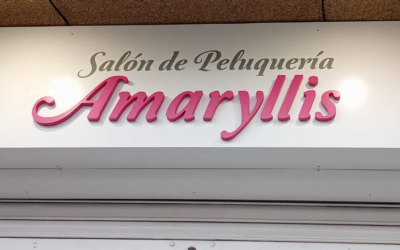 Salón de Peluquería
Amaryllis